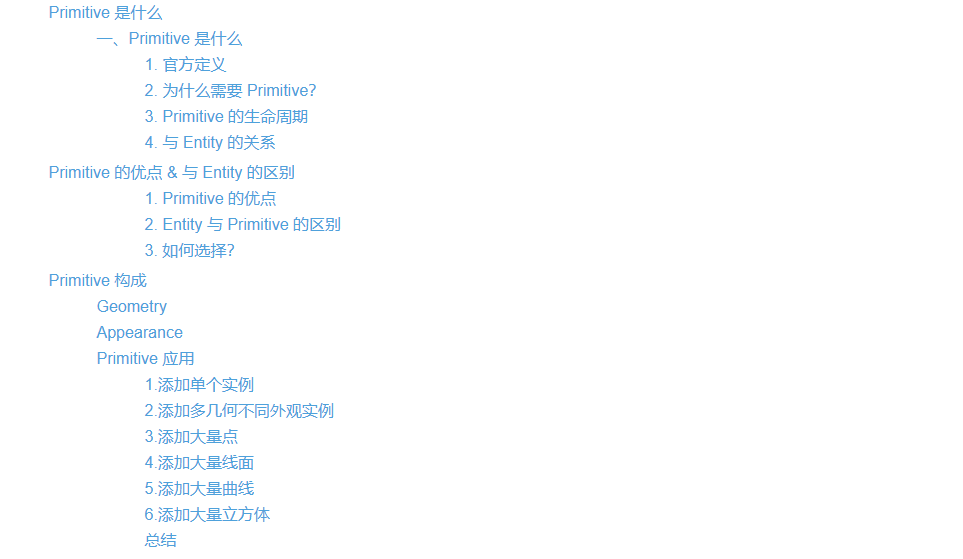 Primitive 是什么
一、Primitive 是什么
1. 官方定义
2. 为什么需要 Primitive?
3. Primitive 的生命周期
4. 与 Entity 的关系
Primitive 的优点 & 与 Entity 的区别
1. Primitive 的优点
2. Entity 与 Primitive 的区别
3. 如何选择?
Primitive 构成
Geometry
Appearance
Primitive 应用
1.添加单个实例
2.添加多几何不同外观实例
3.添加大量点
4.添加大量线面
5.添加大量曲线
6.添加大量立方体
总结